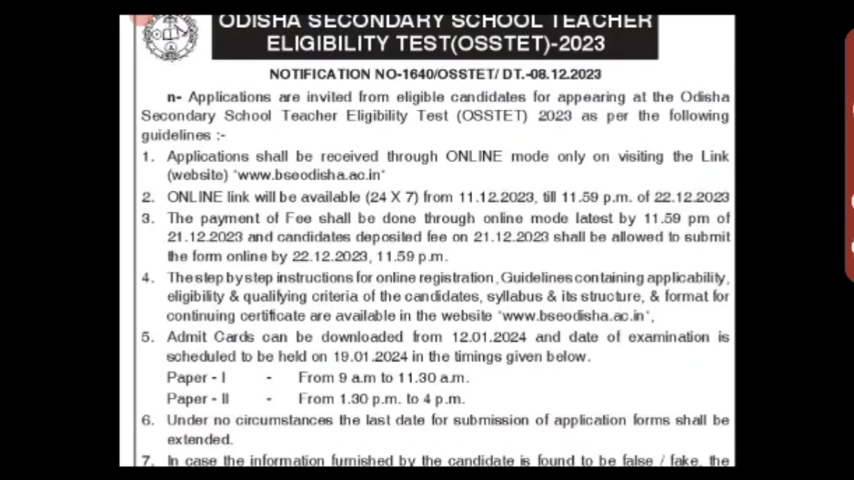 ODISHA SECONDARY SCHOOL TEACHER
ELIGIBILITY TEST(OSSTET)-2023
NOTIFICATION NO-1640/OSSTET/ DT.-08.12.2023
n- Applications are invited from eligible candidates for appearing at the Odisha
Secondary School Teacher Eligibility Test (OSSTET) 2023 as per the following
guidelines :-
1. Applications shall be received through ONLINE mode only on visiting the Link
(website) "www.bseodisha.ac.in"
2. ONLINE link will be available (24 X 7) from 11.12.2023, till 11.59 p.m. of 22.12.2023
3. The payment of Fee shall be done through online mode latest by 11.59 pm of
21.12.2023 and candidates deposited fee on 21.12.2023 shall be allowed to submit
the form online by 22.12.2023, 11.59 p.m.
4. The step by step instructions for online registration, Guidelines containing applicability,
eligibility & qualifying criteria of the candidates, syllabus & its structure, & format for
continuing certificate are available in the website "www.bseodisha.ac.in",
5. Admit Cards can be downloaded from 12.01.2024 and date of examination is
scheduled to be held on 19.01.2024 in the timings given below.
Paper - I - From 9 a.m to 11.30 a.m.
Paper - II - From 1.30 p.m. to 4 p.m.
6. Under no circumstances the last date for submission of application forms shall be
extended.
7. In case the information furnished by the candidate is found to be false / fake, the